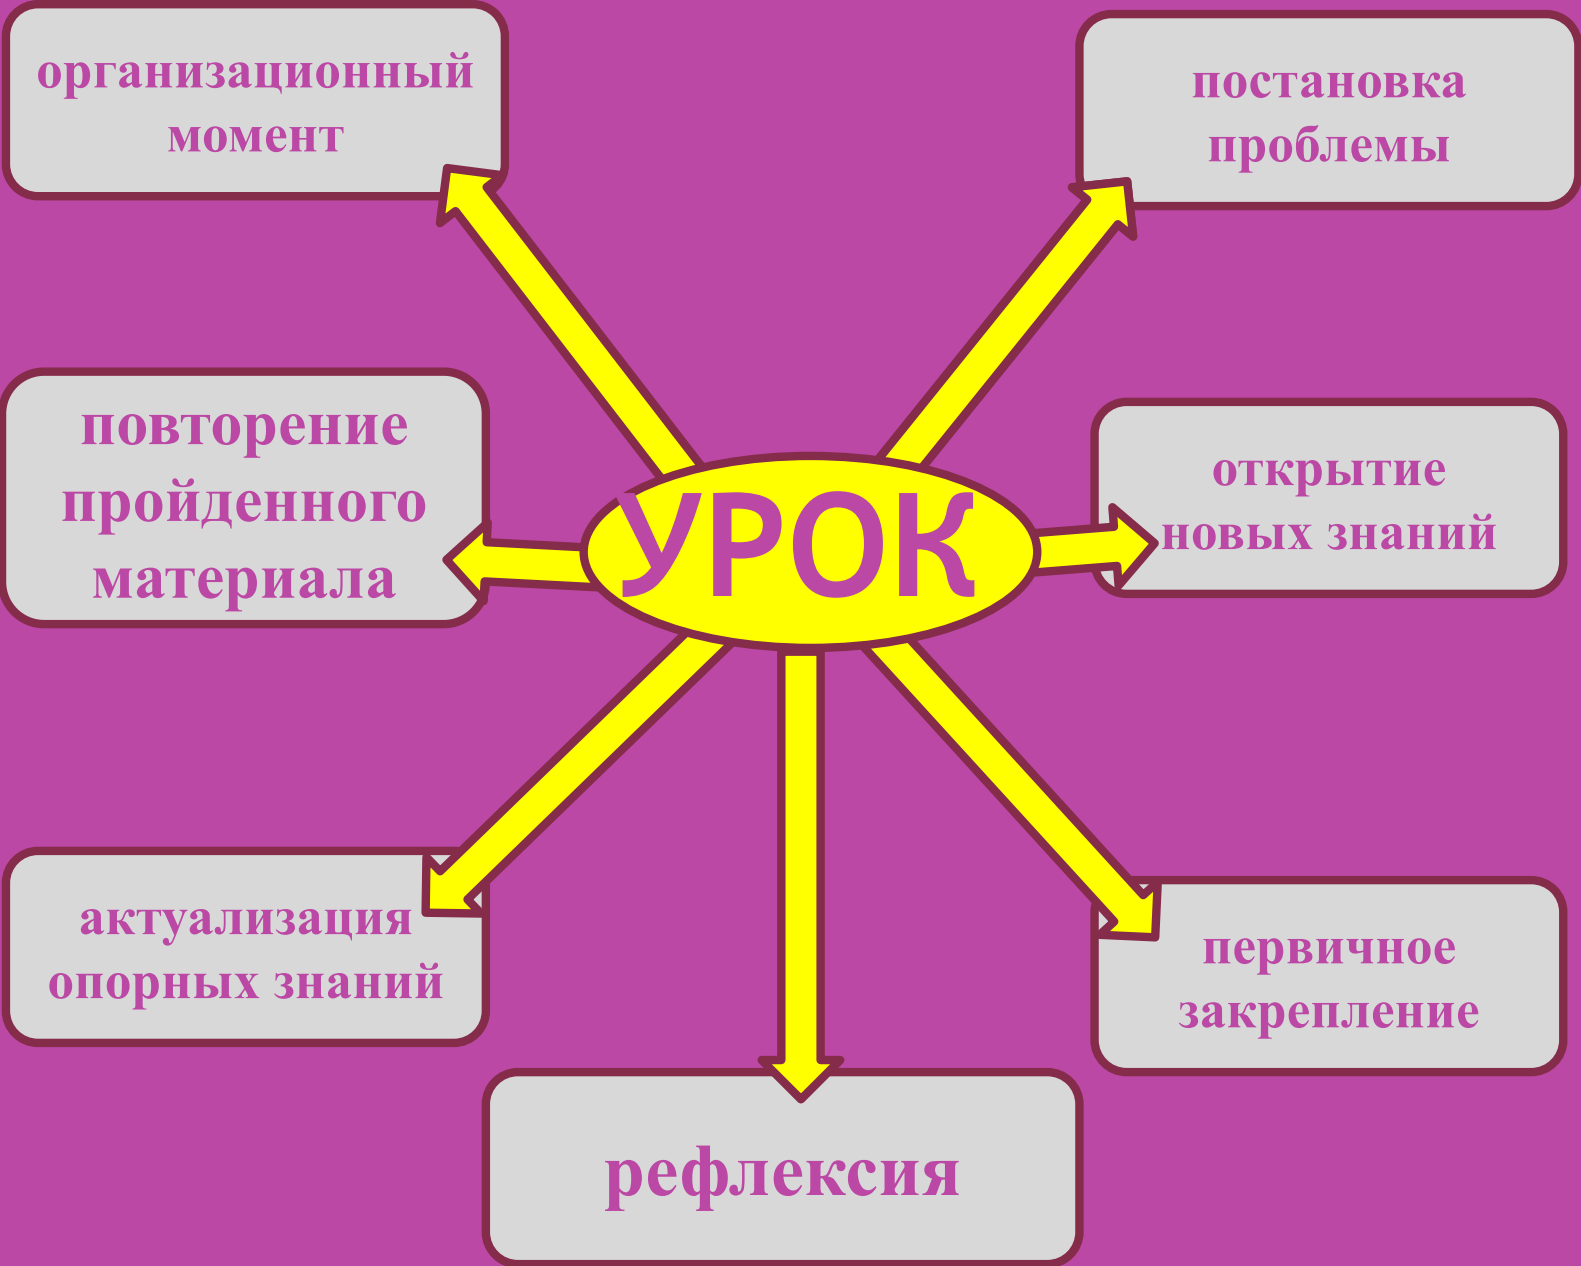 организационный
момент
постановка
проблемы
повторение
пройденного
материала
УРОК
открытие
новых знаний
актуализация
опорных знаний
первичное
закрепление
рефлексия